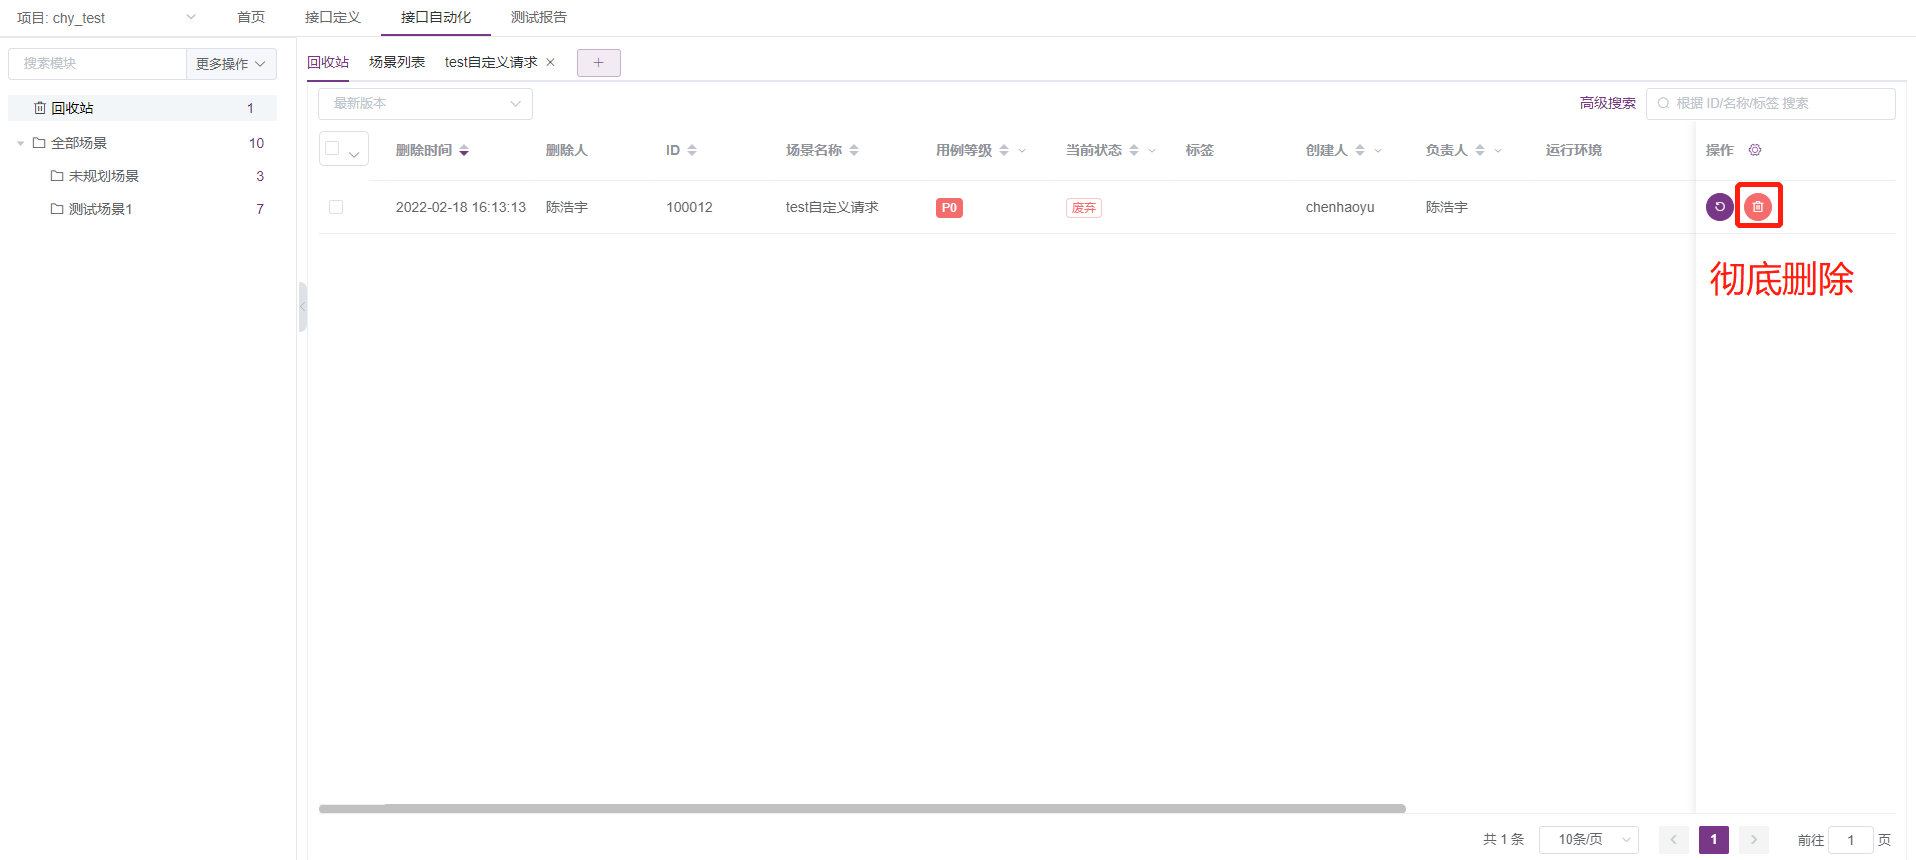 项目: chy_test 首页 接口定义 接口自动化 测试报告
搜索模块 更多操作
回收站 1
全部场景 10
未规划场景 3
测试场景1 7
回收站 场景列表 test自定义请求
最新版本 高级搜索 根据 ID/名称/标签 搜索
删除时间 删除人 ID 场景名称 用例等级 当前状态 标签 创建人 负责人 运行环境 操作
2022-02-18 16:13:13 陈浩宇 100012 test自定义请求 P0 废弃 chenhaoyu 陈浩宇
彻底删除
共 1 条 10条/页 1 前往 1 页